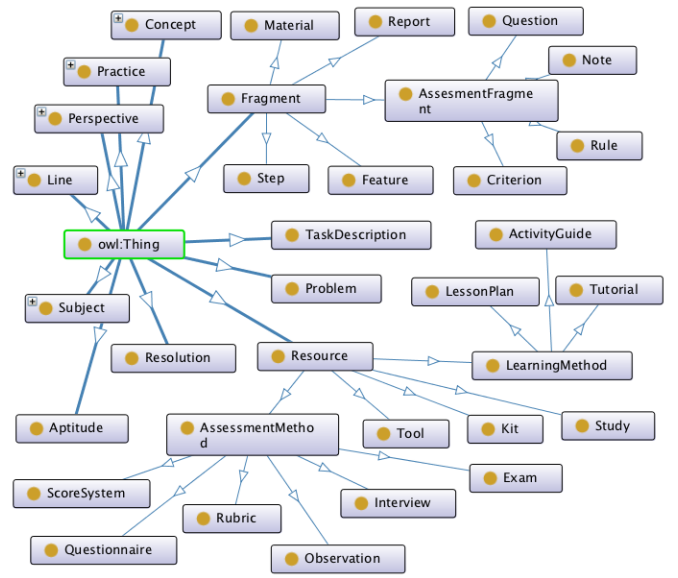 Concept
Material
Report
Question
Practice
Note
Fragment
AssesmentFragme
nt
Perspective
Rule
Line
Step
Feature
Criterion
owl:Thing
TaskDescription
ActivityGuide
Problem
LessonPlan
Tutorial
Subject
Resolution
Resource
LearningMethod
Aptitude
AssessmentMetho
d
Tool
Kit
Study
ScoreSystem
Exam
Interview
Rubric
Questionnaire
Observation